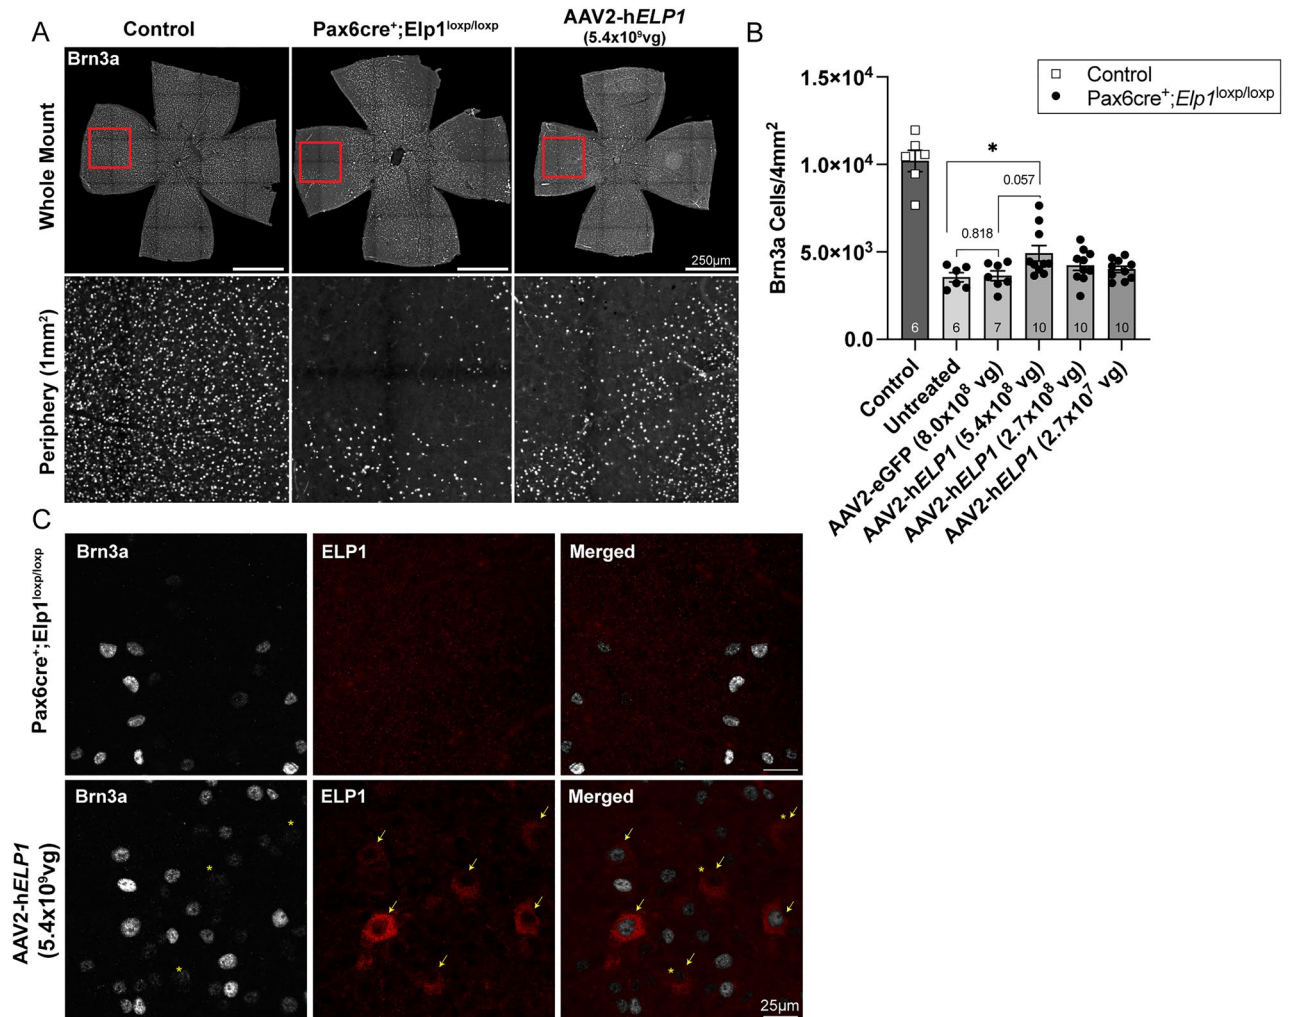 A
Control
Pax6cre⁺;Elp1ˡᵒˣᵖ/ˡᵒˣᵖ
AAV2-hELP1
(5.4x10⁹vg)
Brn3a
Whole Mount
250µm
Periphery (1mm²)
B
Control
Pax6cre⁺;Elp1ˡᵒˣᵖ/ˡᵒˣᵖ
Brn3a Cells/4mm²
1.5×10⁴
1.0×10⁴
5.0×10³
0.0
*
0.057
0.818
6
6
7
10
10
10
Control
Untreated
AAV2-eGFP (8.0x10⁸ vg)
AAV2-hELP1 (5.4x10⁸ vg)
AAV2-hELP1 (2.7x10⁸ vg)
AAV2-hELP1 (2.7x10⁷ vg)
C
Pax6cre⁺;Elp1ˡᵒˣᵖ/ˡᵒˣᵖ
Brn3a
ELP1
Merged
AAV2-hELP1
(5.4x10⁹vg)
Brn3a
*
*
*
ELP1
Merged
*
*
*
25µm